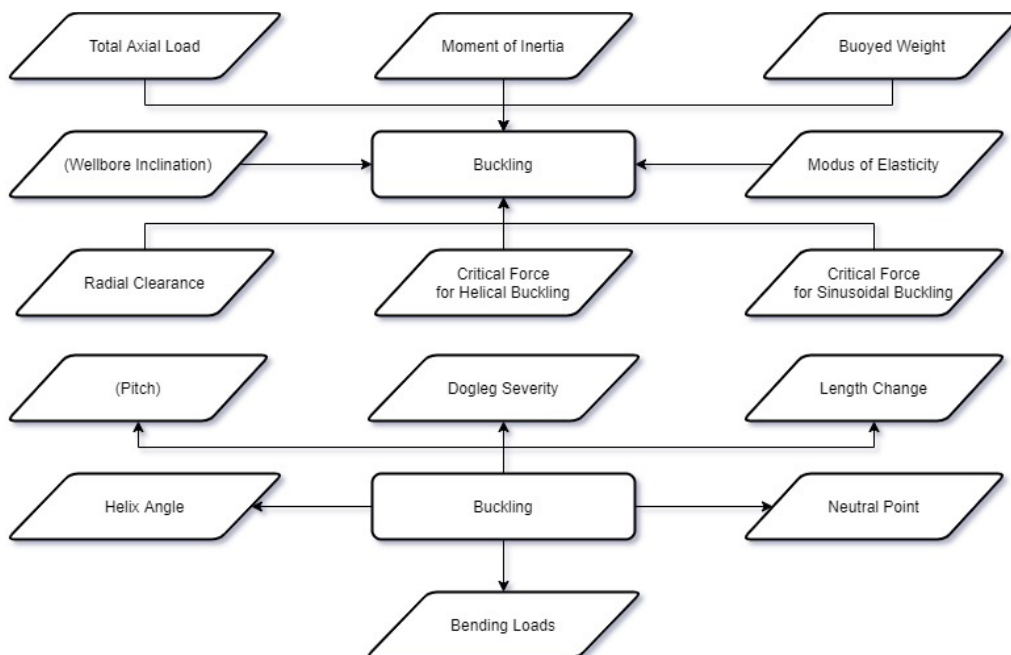 Total Axial Load
Moment of Inertia
Buoyed Weight
(Wellbore Inclination)
Buckling
Modus of Elasticity
Radial Clearance
Critical Force
for Helical Buckling
Critical Force
for Sinusoidal Buckling
(Pitch)
Dogleg Severity
Length Change
Helix Angle
Buckling
Neutral Point
Bending Loads